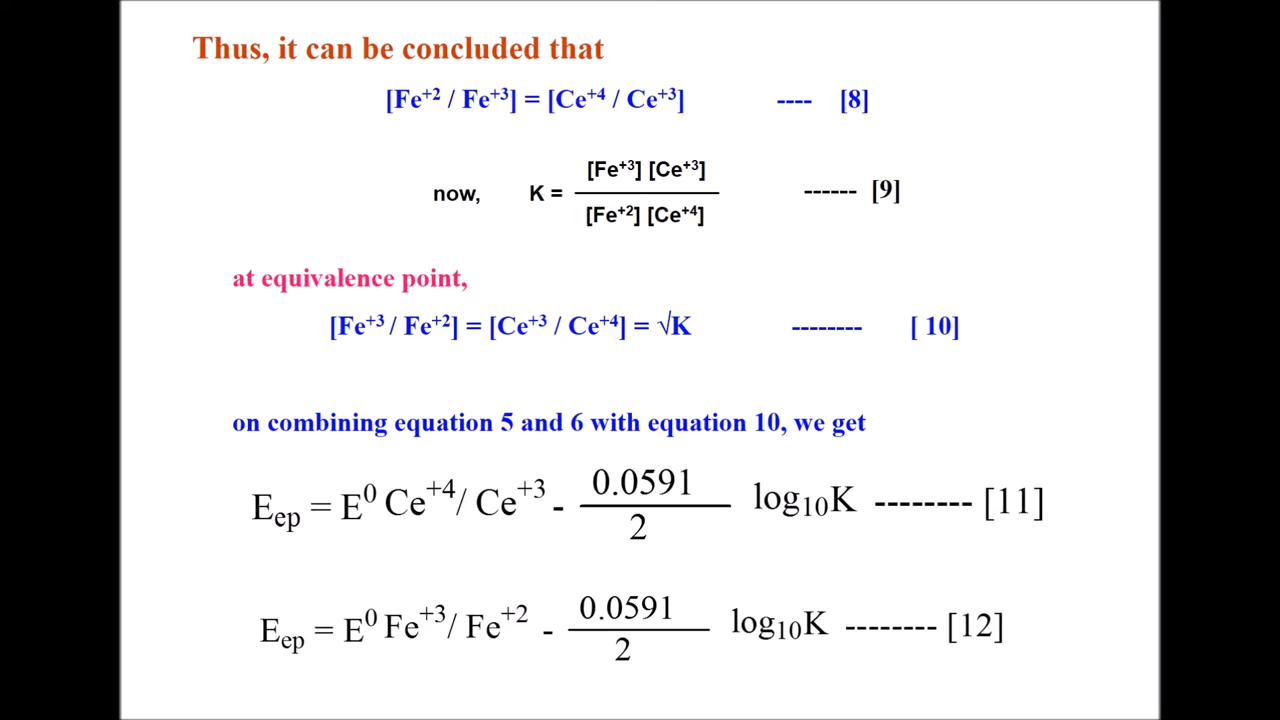 Thus, it can be concluded that
[Fe⁺² / Fe⁺³] = [Ce⁺⁴ / Ce⁺³] ---- [8]
now, K = [Fe⁺³] [Ce⁺³] / [Fe⁺²] [Ce⁺⁴] ------ [9]
at equivalence point,
[Fe⁺³ / Fe⁺²] = [Ce⁺³ / Ce⁺⁴] = √K -------- [ 10]
on combining equation 5 and 6 with equation 10, we get
Eₑₚ = E⁰ Ce⁺⁴/ Ce⁺³ - 0.0591 / 2 log₁₀K -------- [11]
Eₑₚ = E⁰ Fe⁺³/ Fe⁺² - 0.0591 / 2 log₁₀K -------- [12]